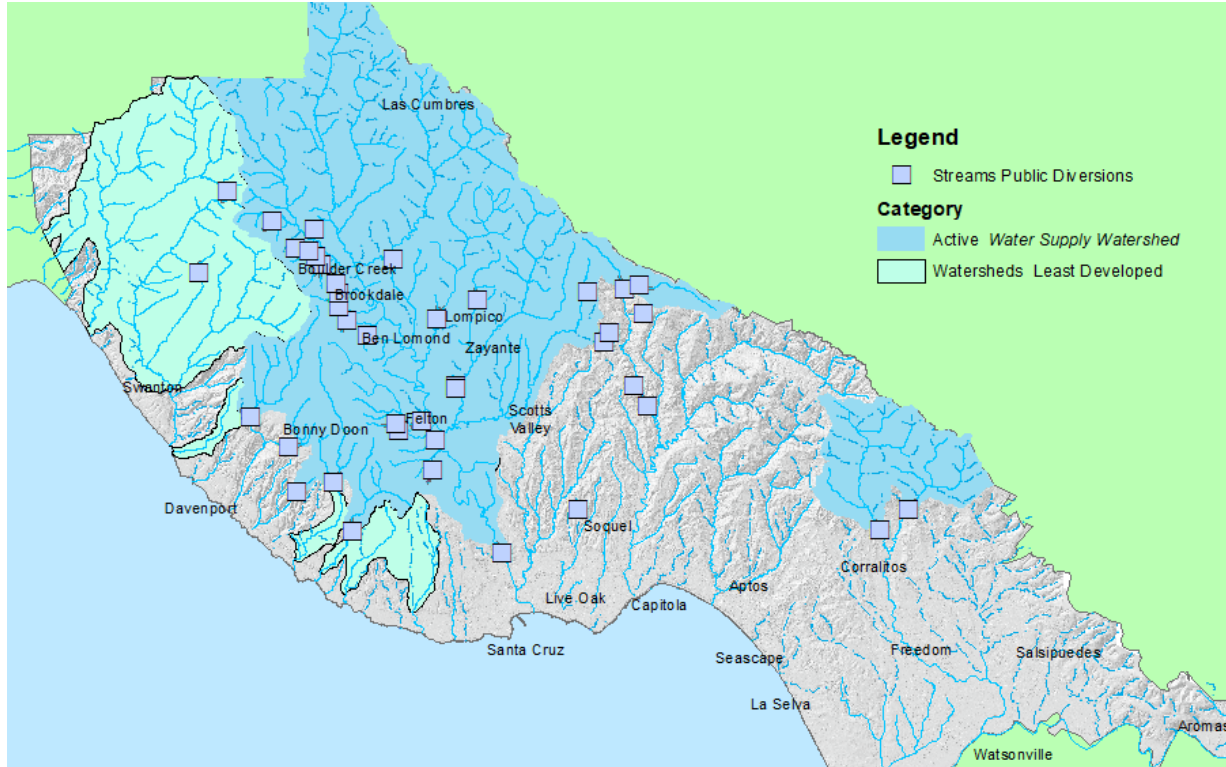 Las Cumbres
Legend
Streams Public Diversions
Category
Active Water Supply Watershed
Watersheds Least Developed
Boulder Creek
Brookdale
Lompico
Ben Lomond
Zayante
Swanton
Scotts
Valley
Felton
Bonny Doon
Davenport
Soquel
Corralitos
Aptos
Live Oak
Capitola
Santa Cruz
Seascape
Freedom
Salsipuedes
La Selva
Aromas
Watsonville